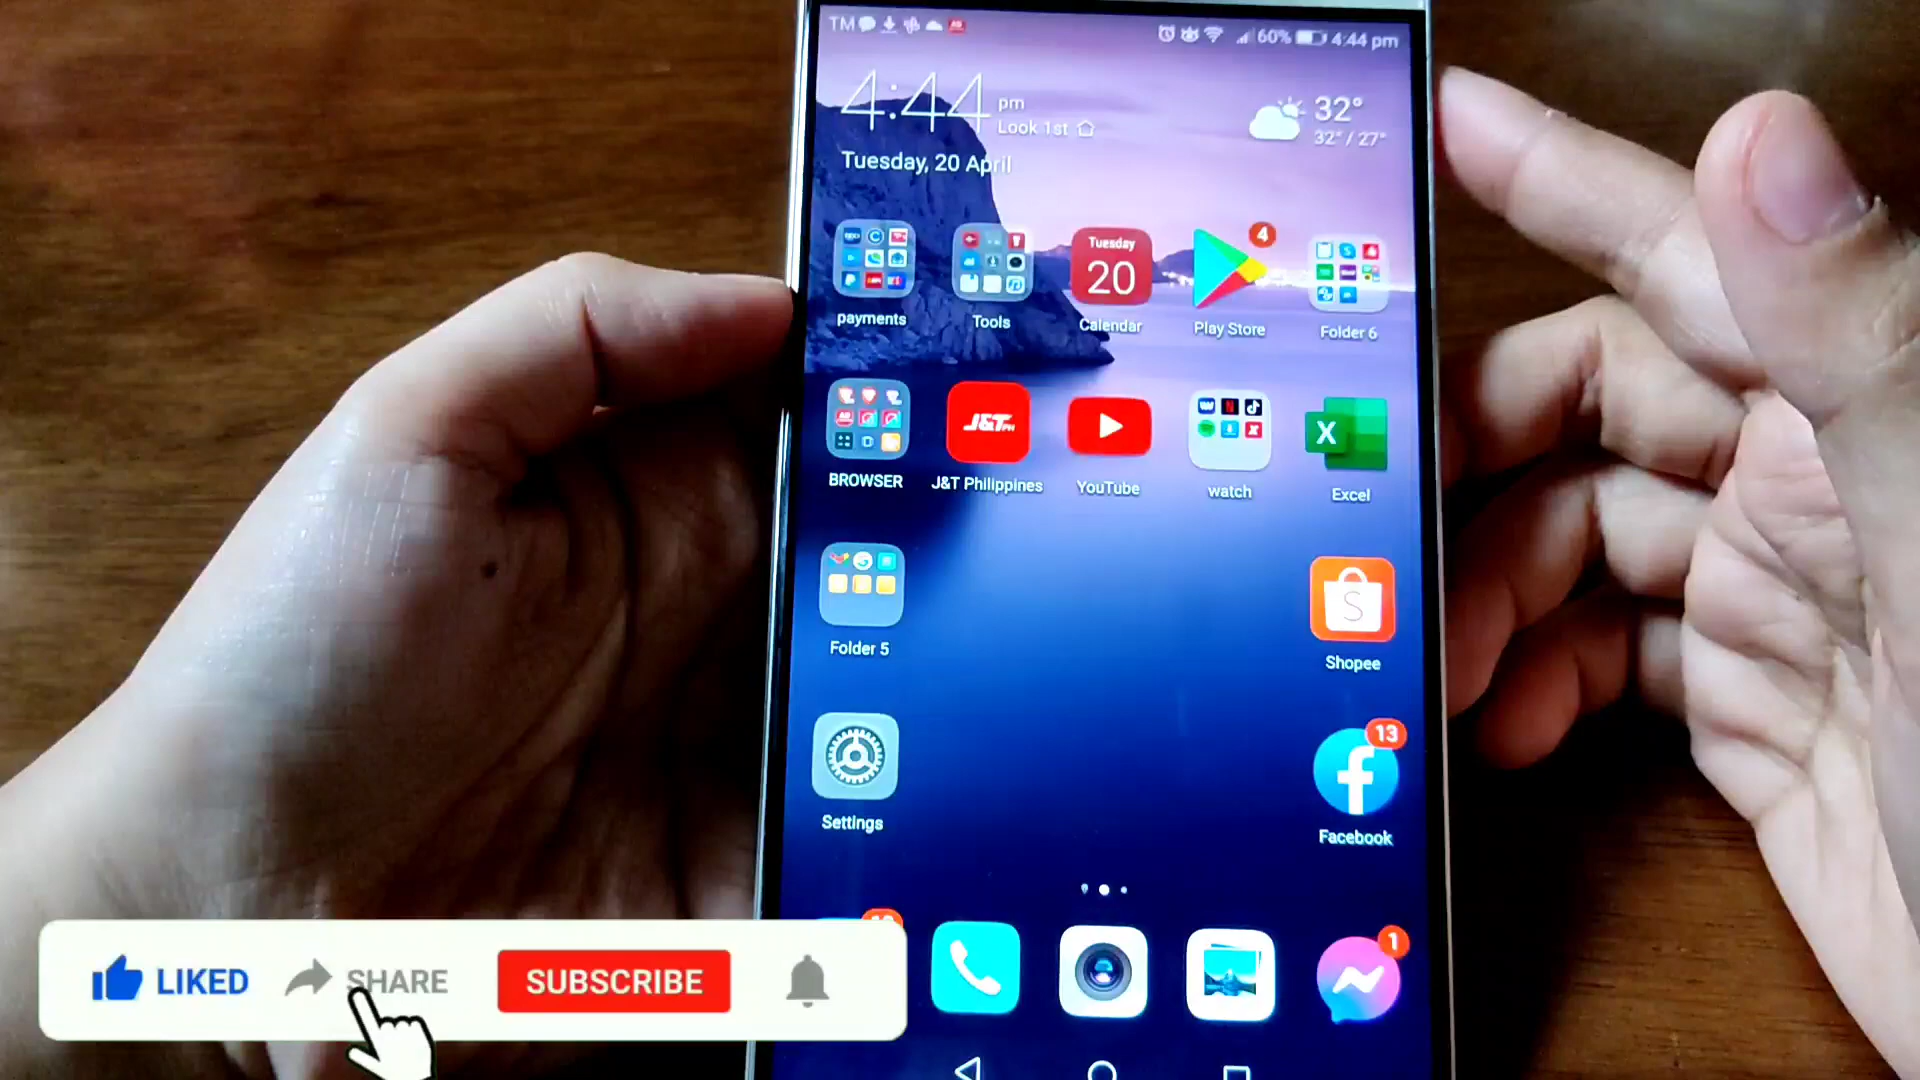 TM
60% 4:44 pm
4:44 pm
Look 1st
Tuesday, 20 April
32°
32° / 27°
payments
Tools
Tuesday
20
Calendar
4
Play Store
Folder 6
BROWSER
J&T PH
J&T Philippines
YouTube
watch
X
Excel
Folder 5
S
Shopee
Settings
13
f
Facebook
1
LIKED SHARE SUBSCRIBE